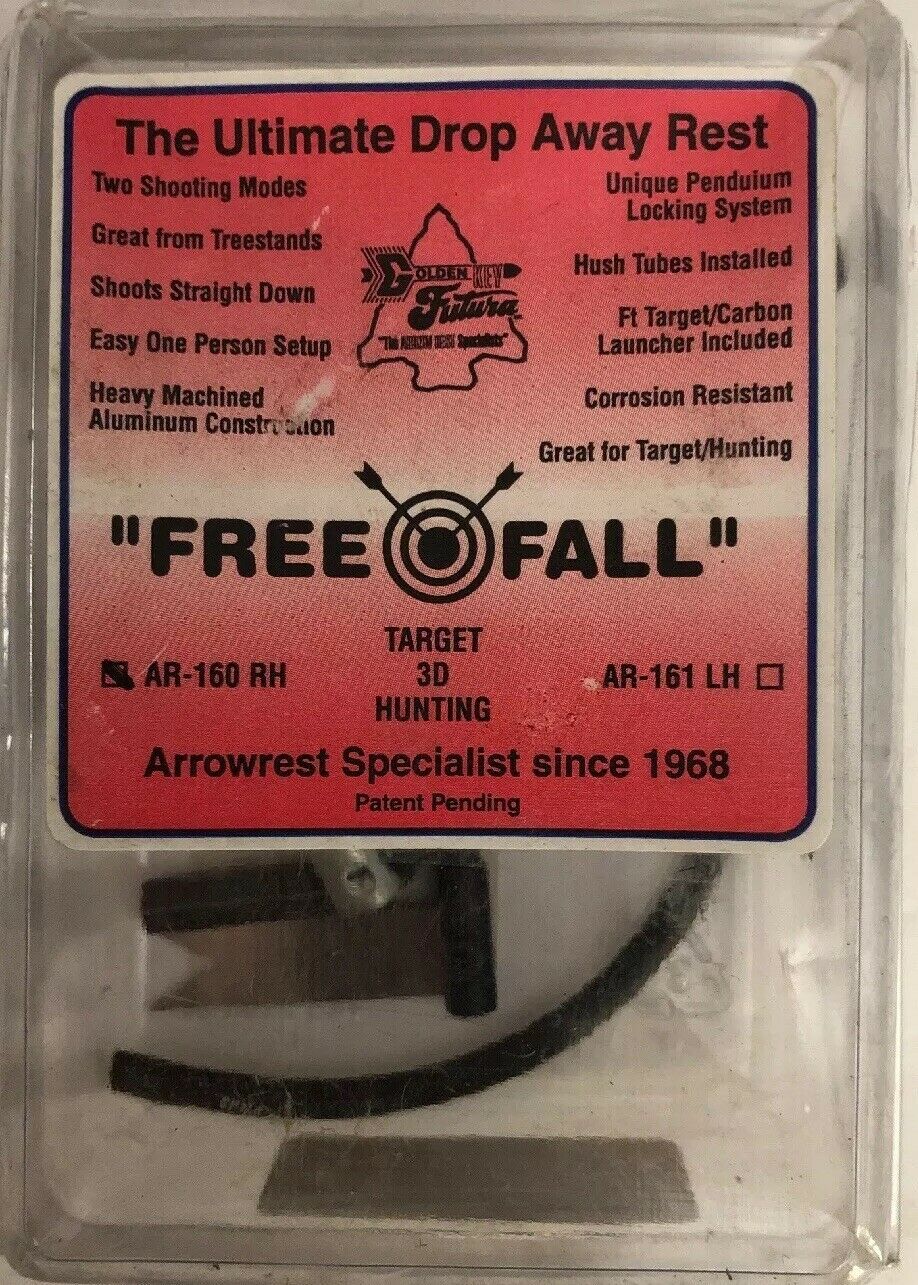 The Ultimate Drop Away Rest
Two Shooting Modes
Great from Treestands
Shoots Straight Down
Easy One Person Setup
Heavy Machined
Aluminum Construction
GOLDEN KEY
Futura
"The Specialists"
Unique Penduium
Locking System
Hush Tubes Installed
Ft Target/Carbon
Launcher Included
Corrosion Resistant
Great for Target/Hunting
"FREE FALL"
TARGET
3D
HUNTING
AR-160 RH
AR-161 LH
Arrowrest Specialist since 1968
Patent Pending